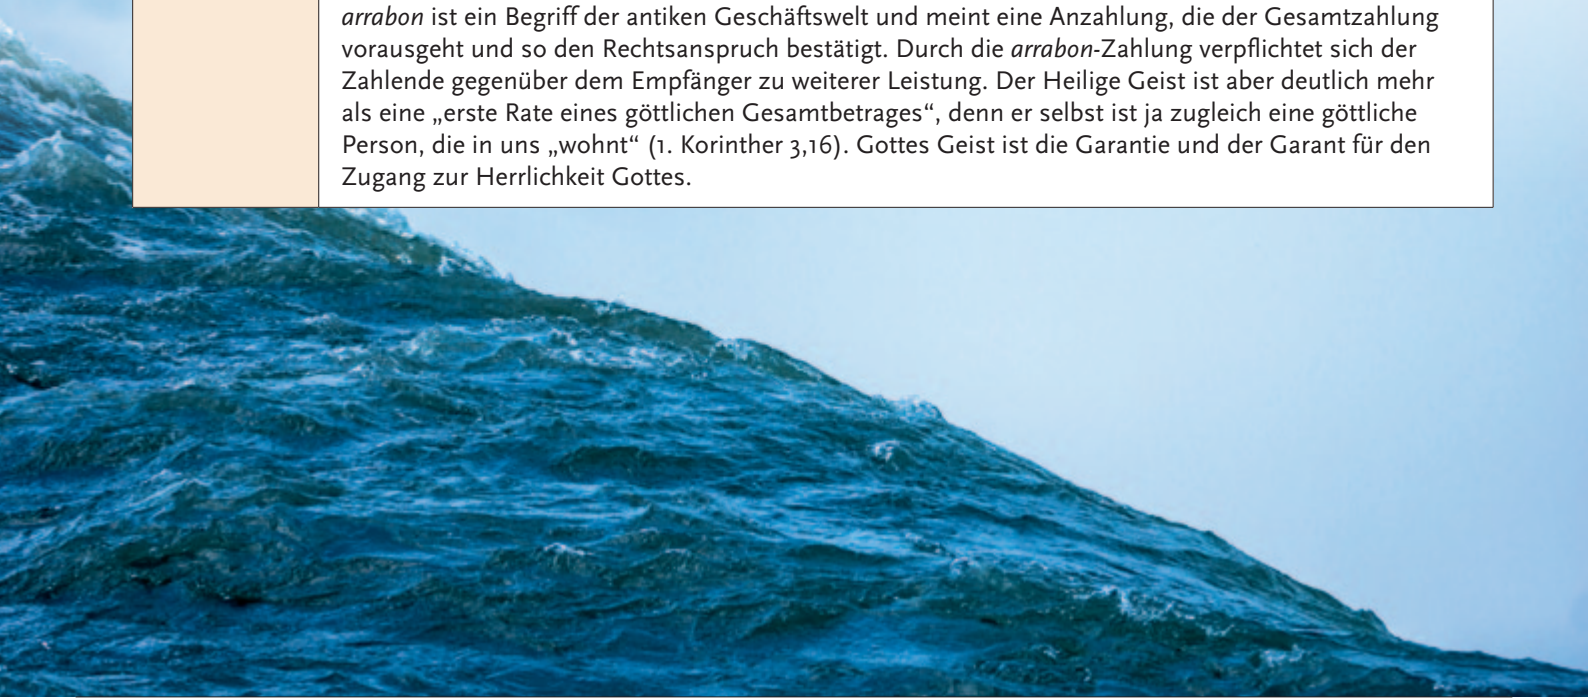 arrabon ist ein Begriff der antiken Geschäftswelt und meint eine Anzahlung, die der Gesamtzahlung
vorausgeht und so den Rechtsanspruch bestätigt. Durch die arrabon-Zahlung verpflichtet sich der
Zahlende gegenüber dem Empfänger zu weiterer Leistung. Der Heilige Geist ist aber deutlich mehr
als eine „erste Rate eines göttlichen Gesamtbetrages“, denn er selbst ist ja zugleich eine göttliche
Person, die in uns „wohnt“ (1. Korinther 3,16). Gottes Geist ist die Garantie und der Garant für den
Zugang zur Herrlichkeit Gottes.